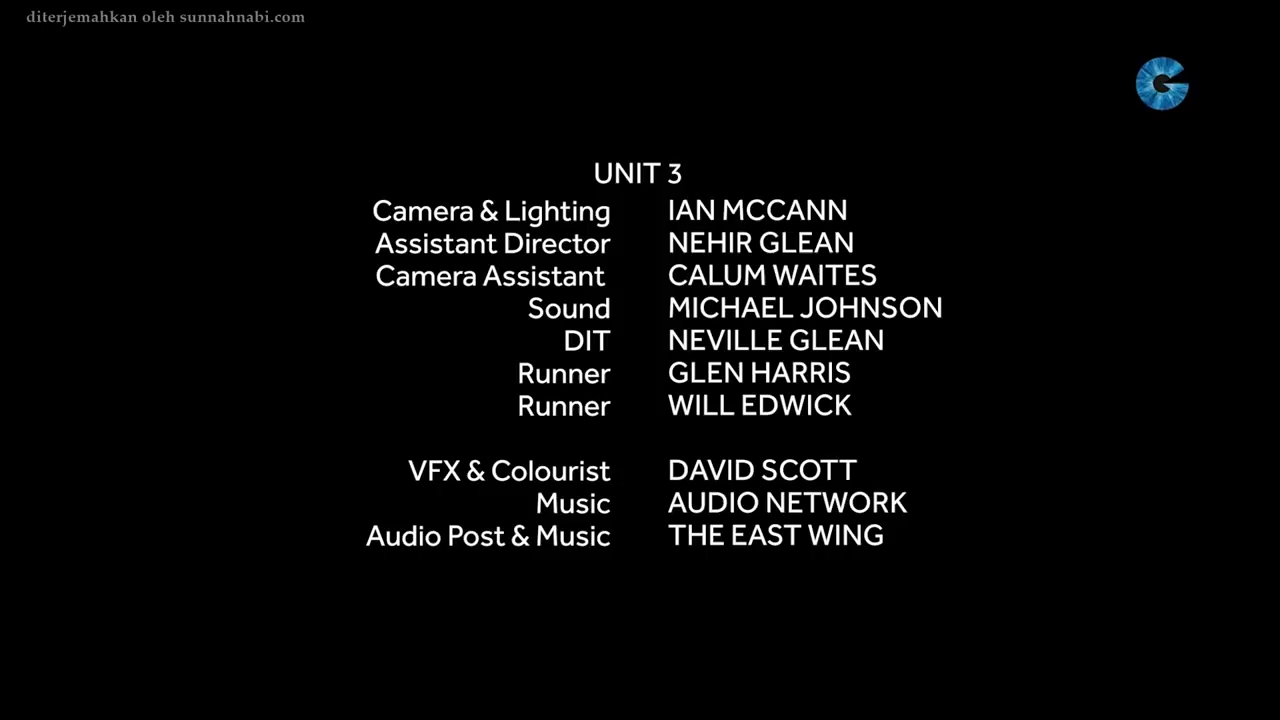 diterjemahkan oleh sunnahnabi.com
G
UNIT 3
Camera & Lighting IAN MCCANN
Assistant Director NEHIR GLEAN
Camera Assistant CALUM WAITES
Sound MICHAEL JOHNSON
DIT NEVILLE GLEAN
Runner GLEN HARRIS
Runner WILL EDWICK
VFX & Colourist DAVID SCOTT
Music AUDIO NETWORK
Audio Post & Music THE EAST WING